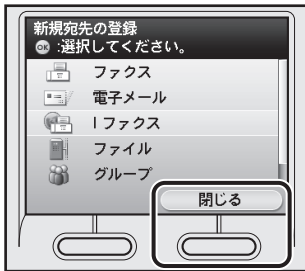 新規宛先の登録
OK :選択してください。
ファクス
電子メール
Iファクス
ファイル
グループ
閉じる